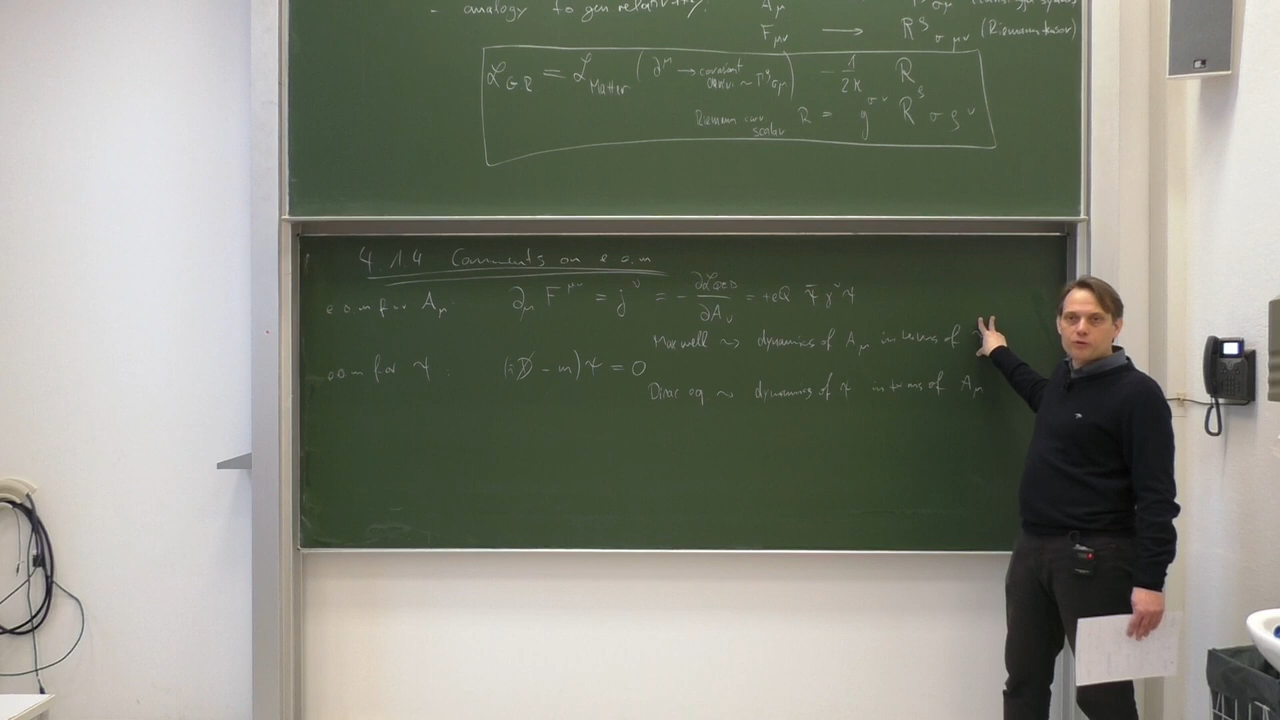 - analogy to gen relativity:
A_μ
F_μν ⟶ R^ρ_σμν (Riemann tensor)
ℒ_GR = ℒ_Matter (∂^μ → covariant deriv. ~ Γ^ρ_σμ) - 1/2κ R
Riemann curv scalar R = g^σν R^ρ_σρν
4.1.4 Comments on e.o.m
e.o.m for A_μ: ∂_μ F^μν = j^ν = - ∂ℒ_QED/∂A_ν = +eQ ψ̄ γ^ν ψ
Maxwell ⇝ dynamics of A_μ in terms of
e.o.m for ψ: (iD̸ - m)ψ = 0
Dirac eq ⇝ dynamics of ψ in terms of A_μ